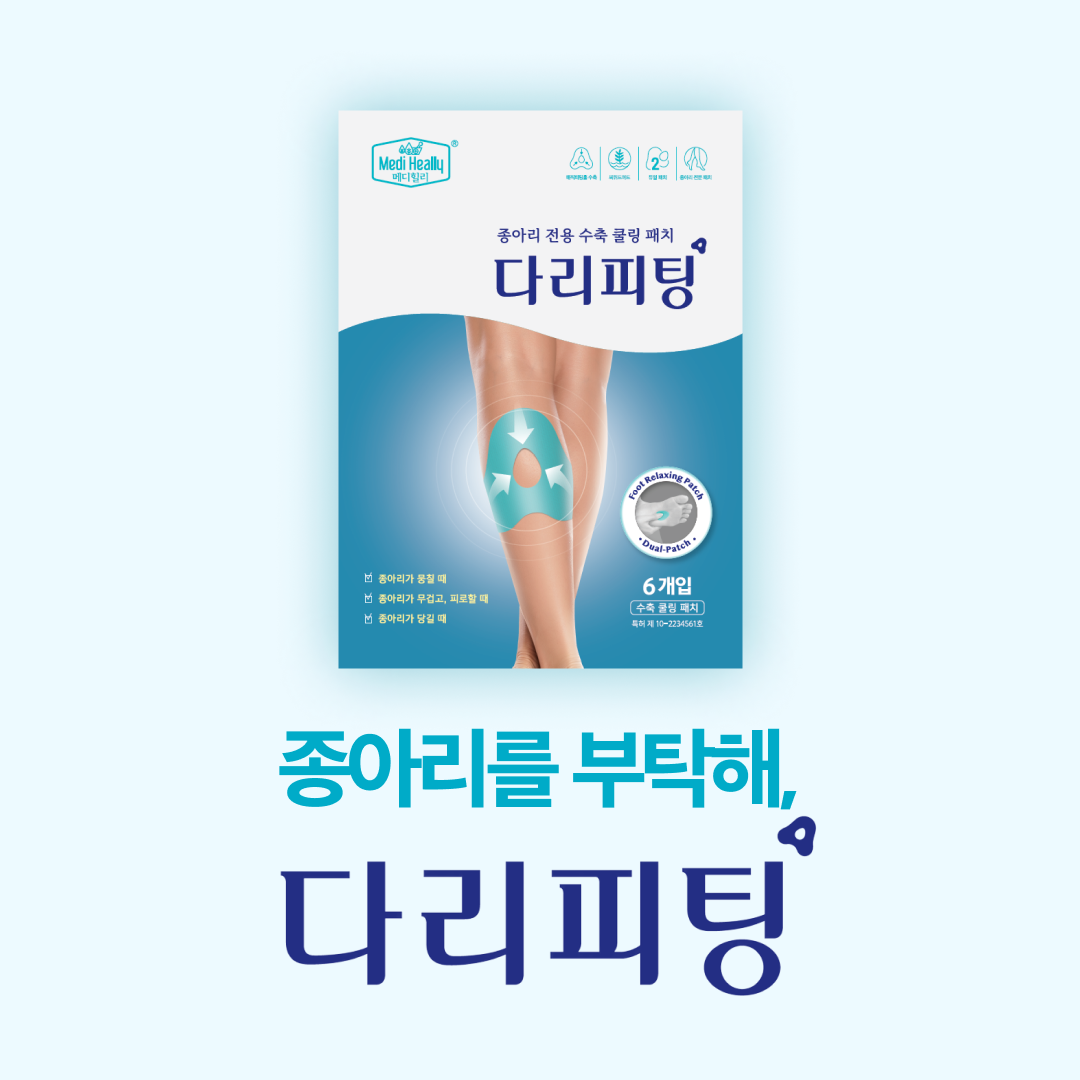 Medi Heally®
메디힐리
종아리 전용 수축 쿨링 패치
다리피팅
Foot Relaxing Patch
• Dual-Patch •
종아리가 뭉칠 때
종아리가 무겁고, 피로할 때
종아리가 당길 때
6개입
수축 쿨링 패치
특허 제 10-2234561호
종아리를 부탁해,
다리피팅